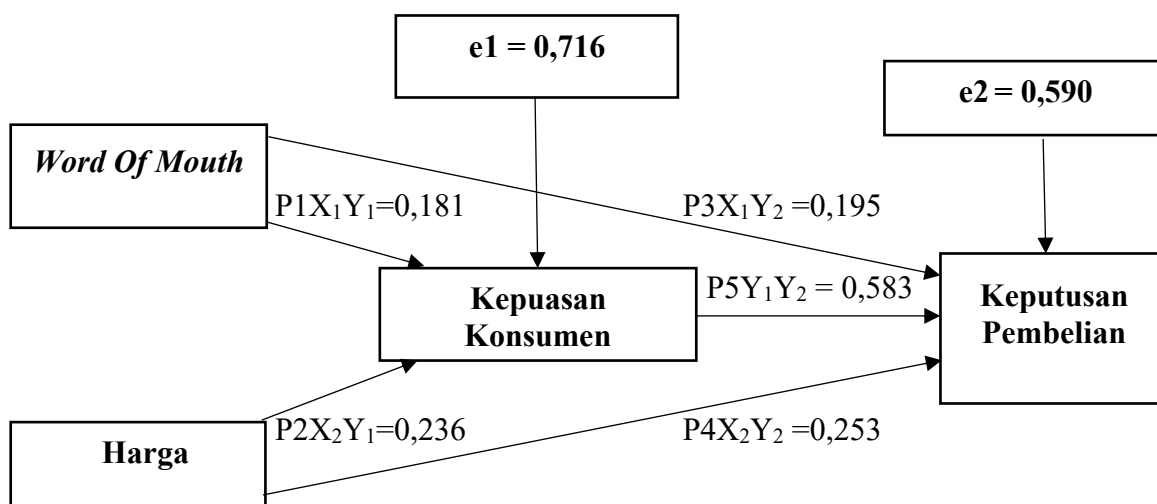 e1 = 0,716
e2 = 0,590
Word Of Mouth
P1X₁Y₁=0,181
P3X₁Y₂ =0,195
Kepuasan
Konsumen
P5Y₁Y₂ = 0,583
Keputusan
Pembelian
Harga
P2X₂Y₁=0,236
P4X₂Y₂ =0,253